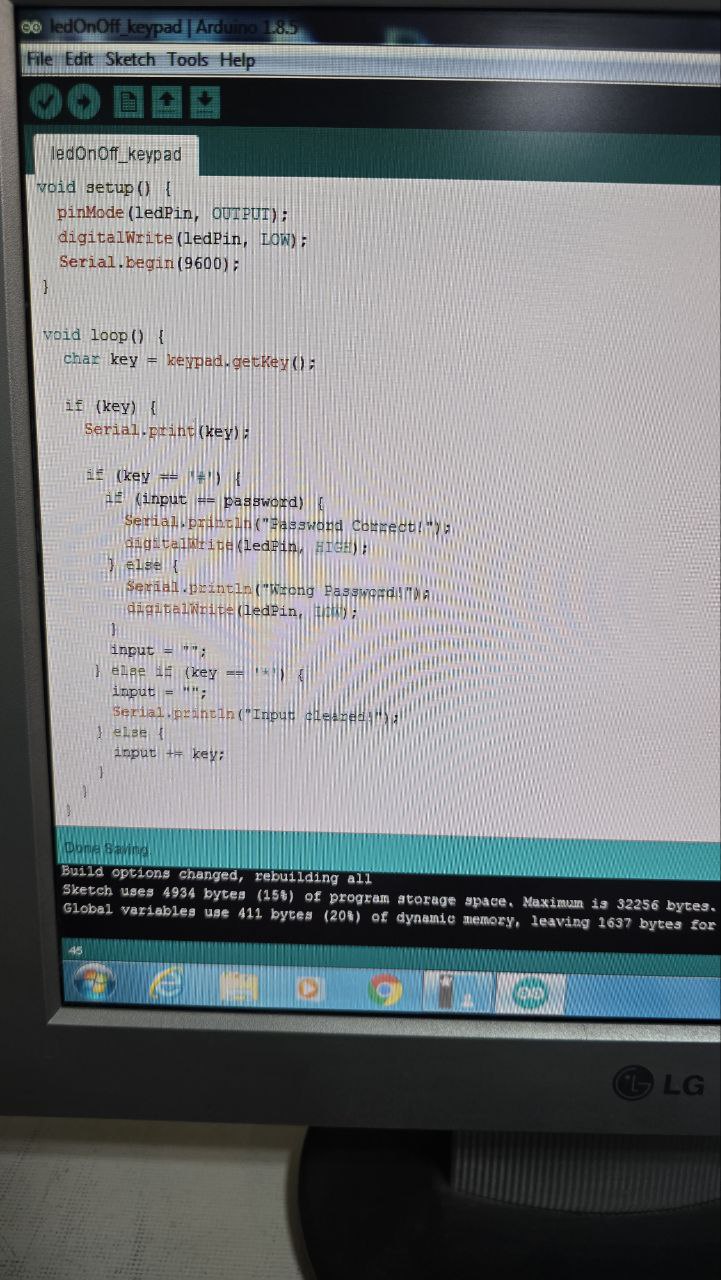 ledOnOff_keypad | Arduino 1.8.5
File Edit Sketch Tools Help
ledOnOff_keypad
void setup() {
  pinMode(ledPin, OUTPUT);
  digitalWrite(ledPin, LOW);
  Serial.begin(9600);
}
void loop() {
  char key = keypad.getKey();
  if (key) {
    Serial.print(key);
    if (key == '#') {
      if (input == password) {
        Serial.println("Password Correct!");
        digitalWrite(ledPin, HIGH);
      } else {
        Serial.println("Wrong Password!");
        digitalWrite(ledPin, LOW);
      }
      input = "";
    } else if (key == '*') {
      input = "";
      Serial.println("Input cleared!");
    } else {
      input += key;
    }
  }
}
Done Saving.
Build options changed, rebuilding all
Sketch uses 4934 bytes (15%) of program storage space. Maximum is 32256 bytes.
Global variables use 411 bytes (20%) of dynamic memory, leaving 1637 bytes for
45
LG